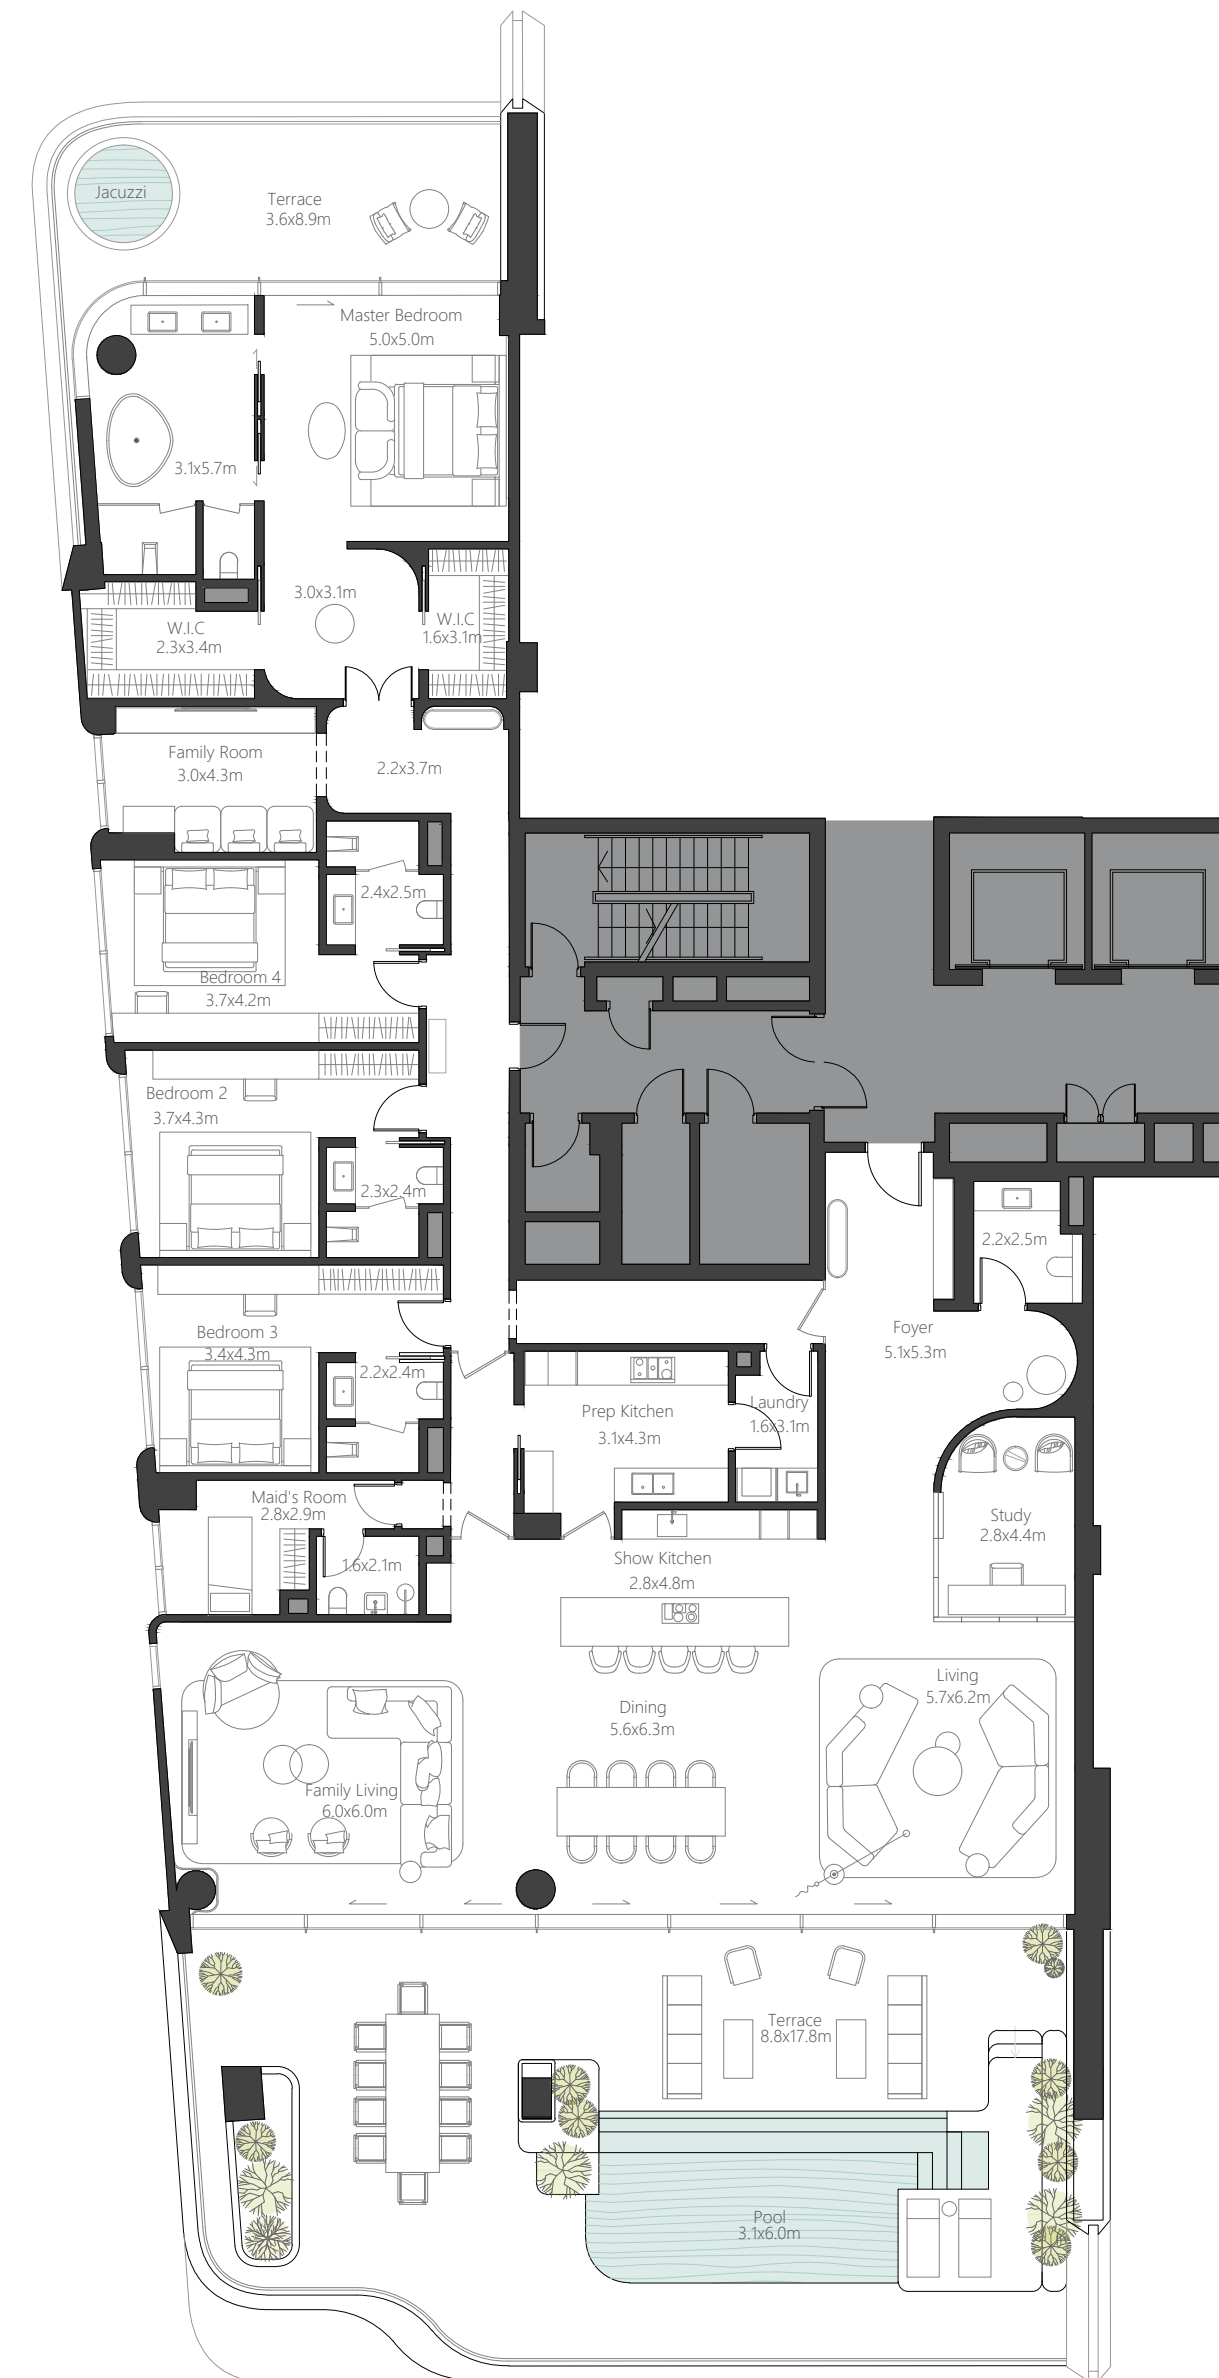 Jacuzzi
Terrace
3.6x8.9m
Master Bedroom
5.0x5.0m
3.1x5.7m
3.0x3.1m
W.I.C
2.3x3.4m
W.I.C
1.6x3.1m
Family Room
3.0x4.3m
2.2x3.7m
2.4x2.5m
Bedroom 4
3.7x4.2m
Bedroom 2
3.7x4.3m
2.3x2.4m
2.2x2.5m
Bedroom 3
3.4x4.3m
2.2x2.4m
Foyer
5.1x5.3m
Prep Kitchen
3.1x4.3m
Laundry
1.6x3.1m
Maid's Room
2.8x2.9m
1.6x2.1m
Study
2.8x4.4m
Show Kitchen
2.8x4.8m
Dining
5.6x6.3m
Living
5.7x6.2m
Family Living
6.0x6.0m
Terrace
8.8x17.8m
Pool
3.1x6.0m